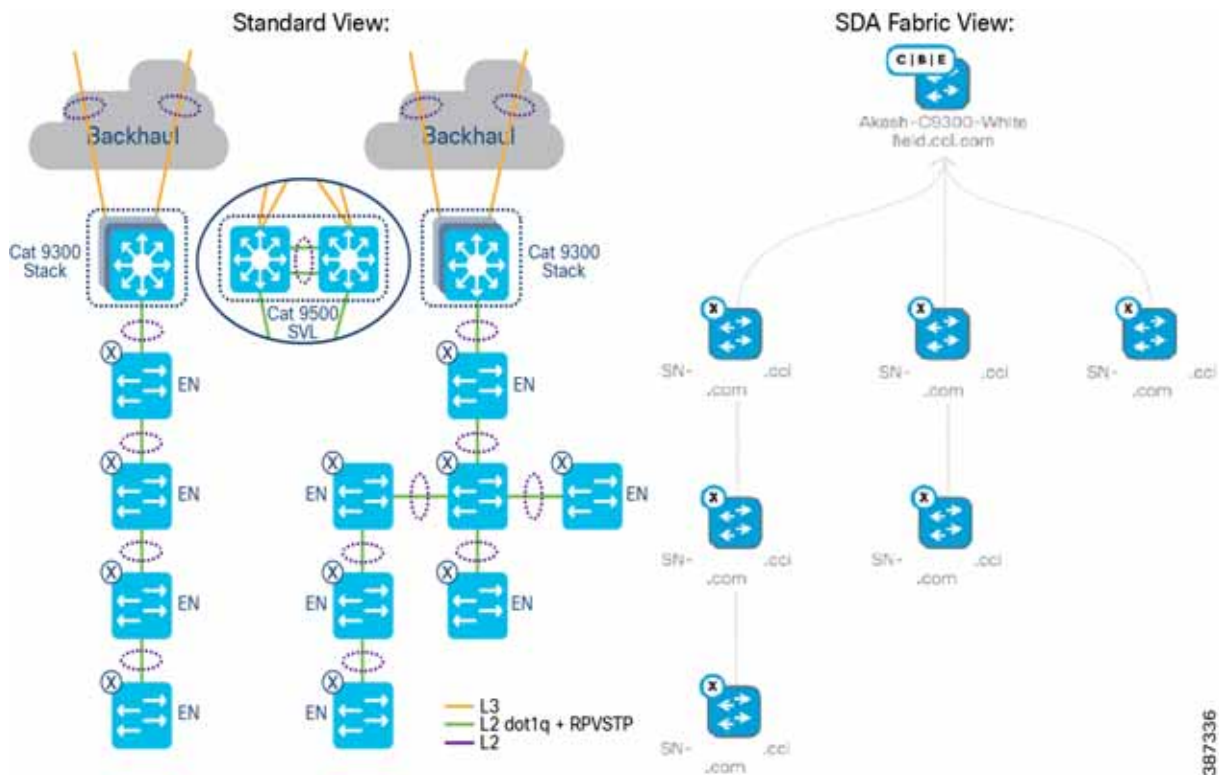 Standard View:
SDA Fabric View:
C|B|E
Akash-C9300-White
field.cci.com
Backhaul
Backhaul
Cat 9300
Stack
Cat 9500
SVL
Cat 9300
Stack
X
EN
X
EN
X
SN- .cci
.com
X
SN- .cci
.com
X
SN- .cci
.com
X
EN
X
EN
X
EN
X
EN
X
SN- .cci
.com
X
SN- .cci
.com
X
EN
X
X
EN
X
EN
X
EN
X
SN- .cci
.com
L3
L2 dot1q + RPVSTP
L2
387336